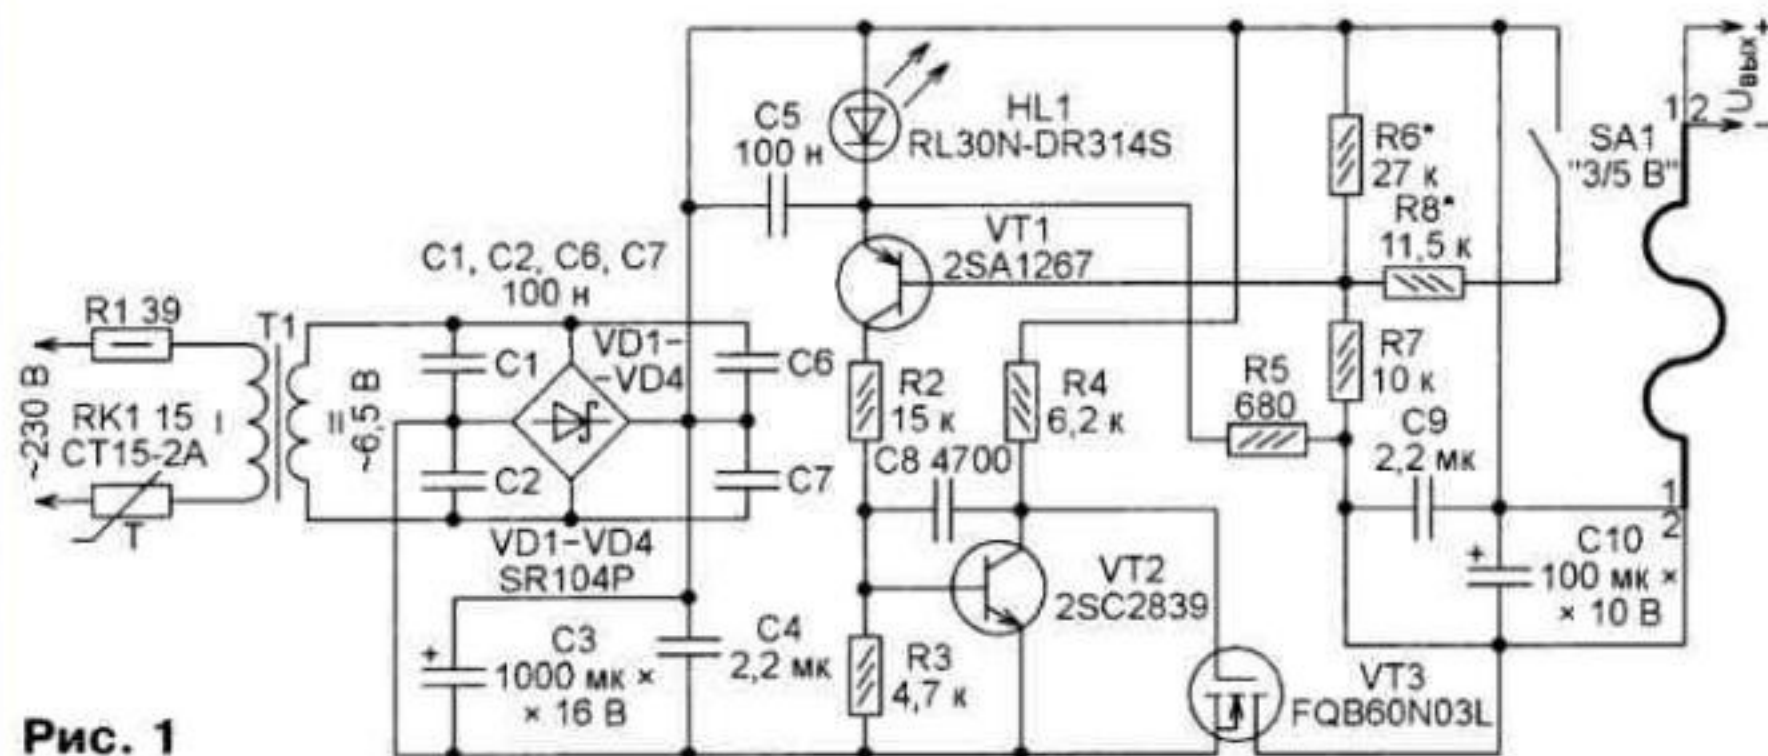 HL1
RL30N-DR314S
C5
100 н
R6*
27 к
SA1
"3/5 В"
1
2
Uвых
+
–
R8*
11,5 к
VT1
2SA1267
C1, C2, C6, C7
100 н
R1 39
T1
~230 В
RK1 15
CT15-2A
T
I
II
~6,5 В
C1
C2
VD1–
–VD4
C6
C7
R2
15 к
R4
6,2 к
R5
680
R7
10 к
C9
2,2 мк
C8 4700
VD1–VD4
SR104P
+
C3
1000 мк ×
× 16 В
C4
2,2 мк
R3
4,7 к
VT2
2SC2839
VT3
FQB60N03L
1
2
+
C10
100 мк ×
× 10 В
Рис. 1